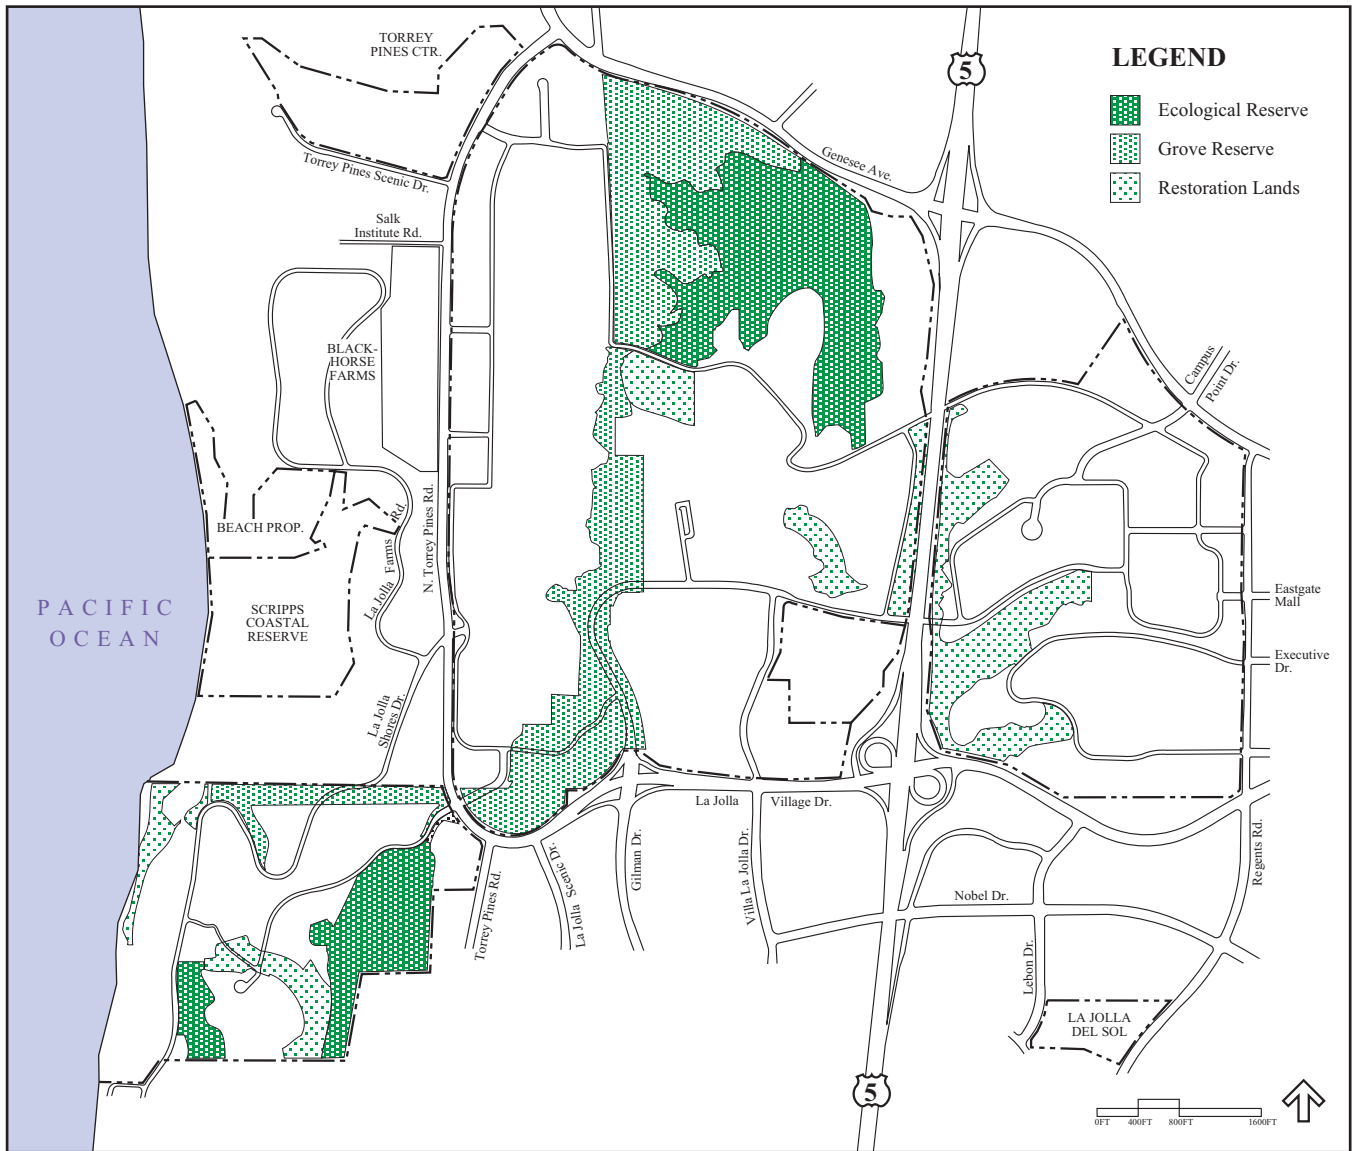 TORREY
PINES CTR.
5
LEGEND
Ecological Reserve
Grove Reserve
Restoration Lands
Genesee Ave.
Torrey Pines Scenic Dr.
Salk
Institute Rd.
BLACK-
HORSE
FARMS
Campus
Point Dr.
N. Torrey Pines Rd.
BEACH PROP.
La Jolla Farms Rd.
PACIFIC
OCEAN
SCRIPPS
COASTAL
RESERVE
Eastgate
Mall
Executive
Dr.
La Jolla
Shores Dr.
La Jolla Village Dr.
Torrey Pines Rd.
La Jolla Scenic Dr.
Gilman Dr.
Villa La Jolla Dr.
Nobel Dr.
Regents Rd.
Lebon Dr.
LA JOLLA
DEL SOL
5
0FT 400FT 800FT 1600FT